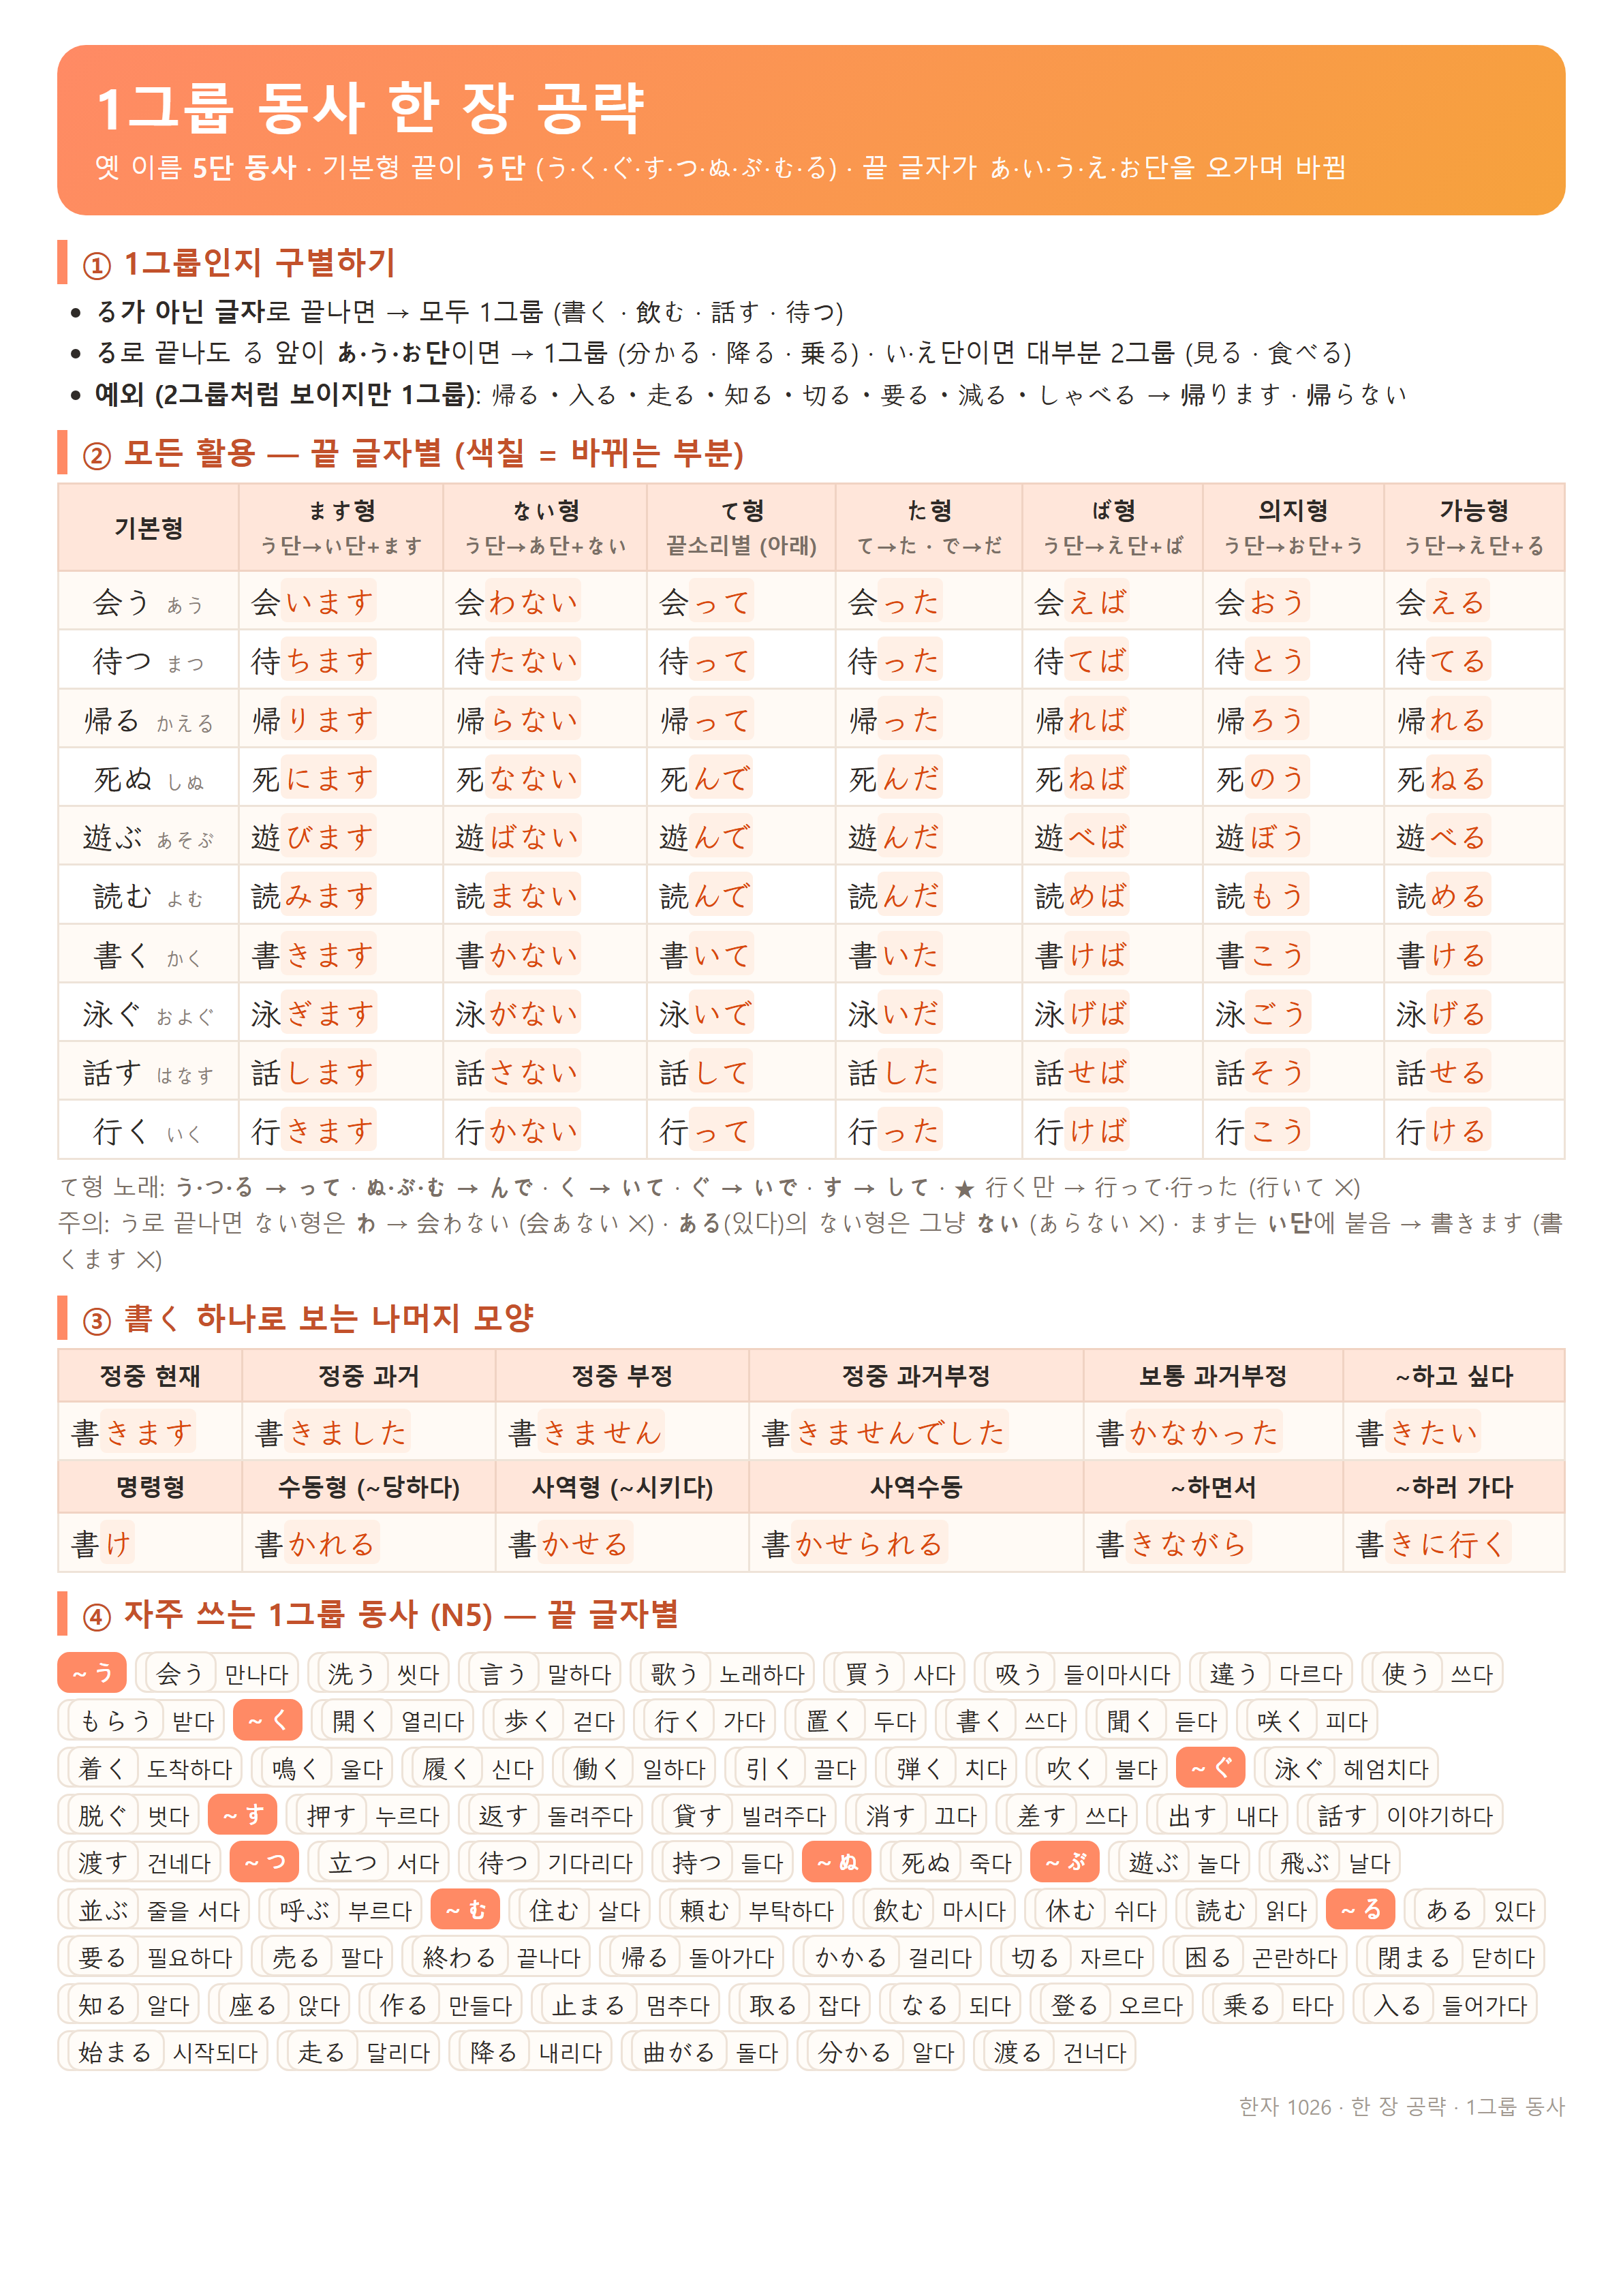 1그룹 동사 한 장 공략
옛 이름 5단 동사 · 기본형 끝이 う단 (う·く·ぐ·す·つ·ぬ·ぶ·む·る) · 끝 글자가 あ·い·う·え·お단을 오가며 바뀜
① 1그룹인지 구별하기
• る가 아닌 글자로 끝나면 → 모두 1그룹 (書く · 飲む · 話す · 待つ)
• る로 끝나도 る 앞이 あ·う·お단이면 → 1그룹 (分かる · 降る · 乗る) · い·え단이면 대부분 2그룹 (見る · 食べる)
• 예외 (2그룹처럼 보이지만 1그룹): 帰る・入る・走る・知る・切る・要る・減る・しゃべる → 帰ります · 帰らない
② 모든 활용 — 끝 글자별 (색칠 = 바뀌는 부분)
기본형 ます형 ない형 て형 た형 ば형 의지형 가능형
う단→い단+ます う단→あ단+ない 끝소리별 (아래) て→た · で→だ う단→え단+ば う단→お단+う う단→え단+る
会う あう 会います 会わない 会って 会った 会えば 会おう 会える
待つ まつ 待ちます 待たない 待って 待った 待てば 待とう 待てる
帰る かえる 帰ります 帰らない 帰って 帰った 帰れば 帰ろう 帰れる
死ぬ しぬ 死にます 死なない 死んで 死んだ 死ねば 死のう 死ねる
遊ぶ あそぶ 遊びます 遊ばない 遊んで 遊んだ 遊べば 遊ぼう 遊べる
読む よむ 読みます 読まない 読んで 読んだ 読めば 読もう 読める
書く かく 書きます 書かない 書いて 書いた 書けば 書こう 書ける
泳ぐ およぐ 泳ぎます 泳がない 泳いで 泳いだ 泳げば 泳ごう 泳げる
話す はなす 話します 話さない 話して 話した 話せば 話そう 話せる
行く いく 行きます 行かない 行って 行った 行けば 行こう 行ける
て형 노래: う·つ·る → って · ぬ·ぶ·む → んで · く → いて · ぐ → いで · す → して · ★ 行く만 → 行って·行った (行いて ✕)
주의: う로 끝나면 ない형은 わ → 会わない (会あない ✕) · ある(있다)의 ない형은 그냥 ない (あらない ✕) · ます는 い단에 붙음 → 書きます (書
くます ✕)
③ 書く 하나로 보는 나머지 모양
정중 현재 정중 과거 정중 부정 정중 과거부정 보통 과거부정 ~하고 싶다
書きます 書きました 書きません 書きませんでした 書かなかった 書きたい
명령형 수동형 (~당하다) 사역형 (~시키다) 사역수동 ~하면서 ~하러 가다
書け 書かれる 書かせる 書かせられる 書きながら 書きに行く
④ 자주 쓰는 1그룹 동사 (N5) — 끝 글자별
~う 会う 만나다 洗う 씻다 言う 말하다 歌う 노래하다 買う 사다 吸う 들이마시다 違う 다르다 使う 쓰다
もらう 받다 ~く 開く 열리다 歩く 걷다 行く 가다 置く 두다 書く 쓰다 聞く 듣다 咲く 피다
着く 도착하다 鳴く 울다 履く 신다 働く 일하다 引く 끌다 弾く 치다 吹く 불다 ~ぐ 泳ぐ 헤엄치다
脱ぐ 벗다 ~す 押す 누르다 返す 돌려주다 貸す 빌려주다 消す 끄다 差す 쓰다 出す 내다 話す 이야기하다
渡す 건네다 ~つ 立つ 서다 待つ 기다리다 持つ 들다 ~ぬ 死ぬ 죽다 ~ぶ 遊ぶ 놀다 飛ぶ 날다
並ぶ 줄을 서다 呼ぶ 부르다 ~む 住む 살다 頼む 부탁하다 飲む 마시다 休む 쉬다 読む 읽다 ~る ある 있다
要る 필요하다 売る 팔다 終わる 끝나다 帰る 돌아가다 かかる 걸리다 切る 자르다 困る 곤란하다 閉まる 닫히다
知る 알다 座る 앉다 作る 만들다 止まる 멈추다 取る 잡다 なる 되다 登る 오르다 乗る 타다 入る 들어가다
始まる 시작되다 走る 달리다 降る 내리다 曲がる 돌다 分かる 알다 渡る 건너다
한자 1026 · 한 장 공략 · 1그룹 동사